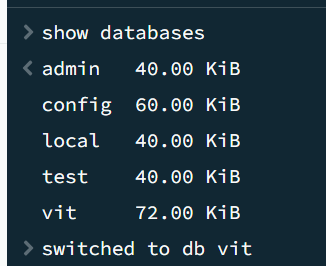 > show databases
< admin 40.00 KiB
config 60.00 KiB
local 40.00 KiB
test 40.00 KiB
vit 72.00 KiB
> switched to db vit